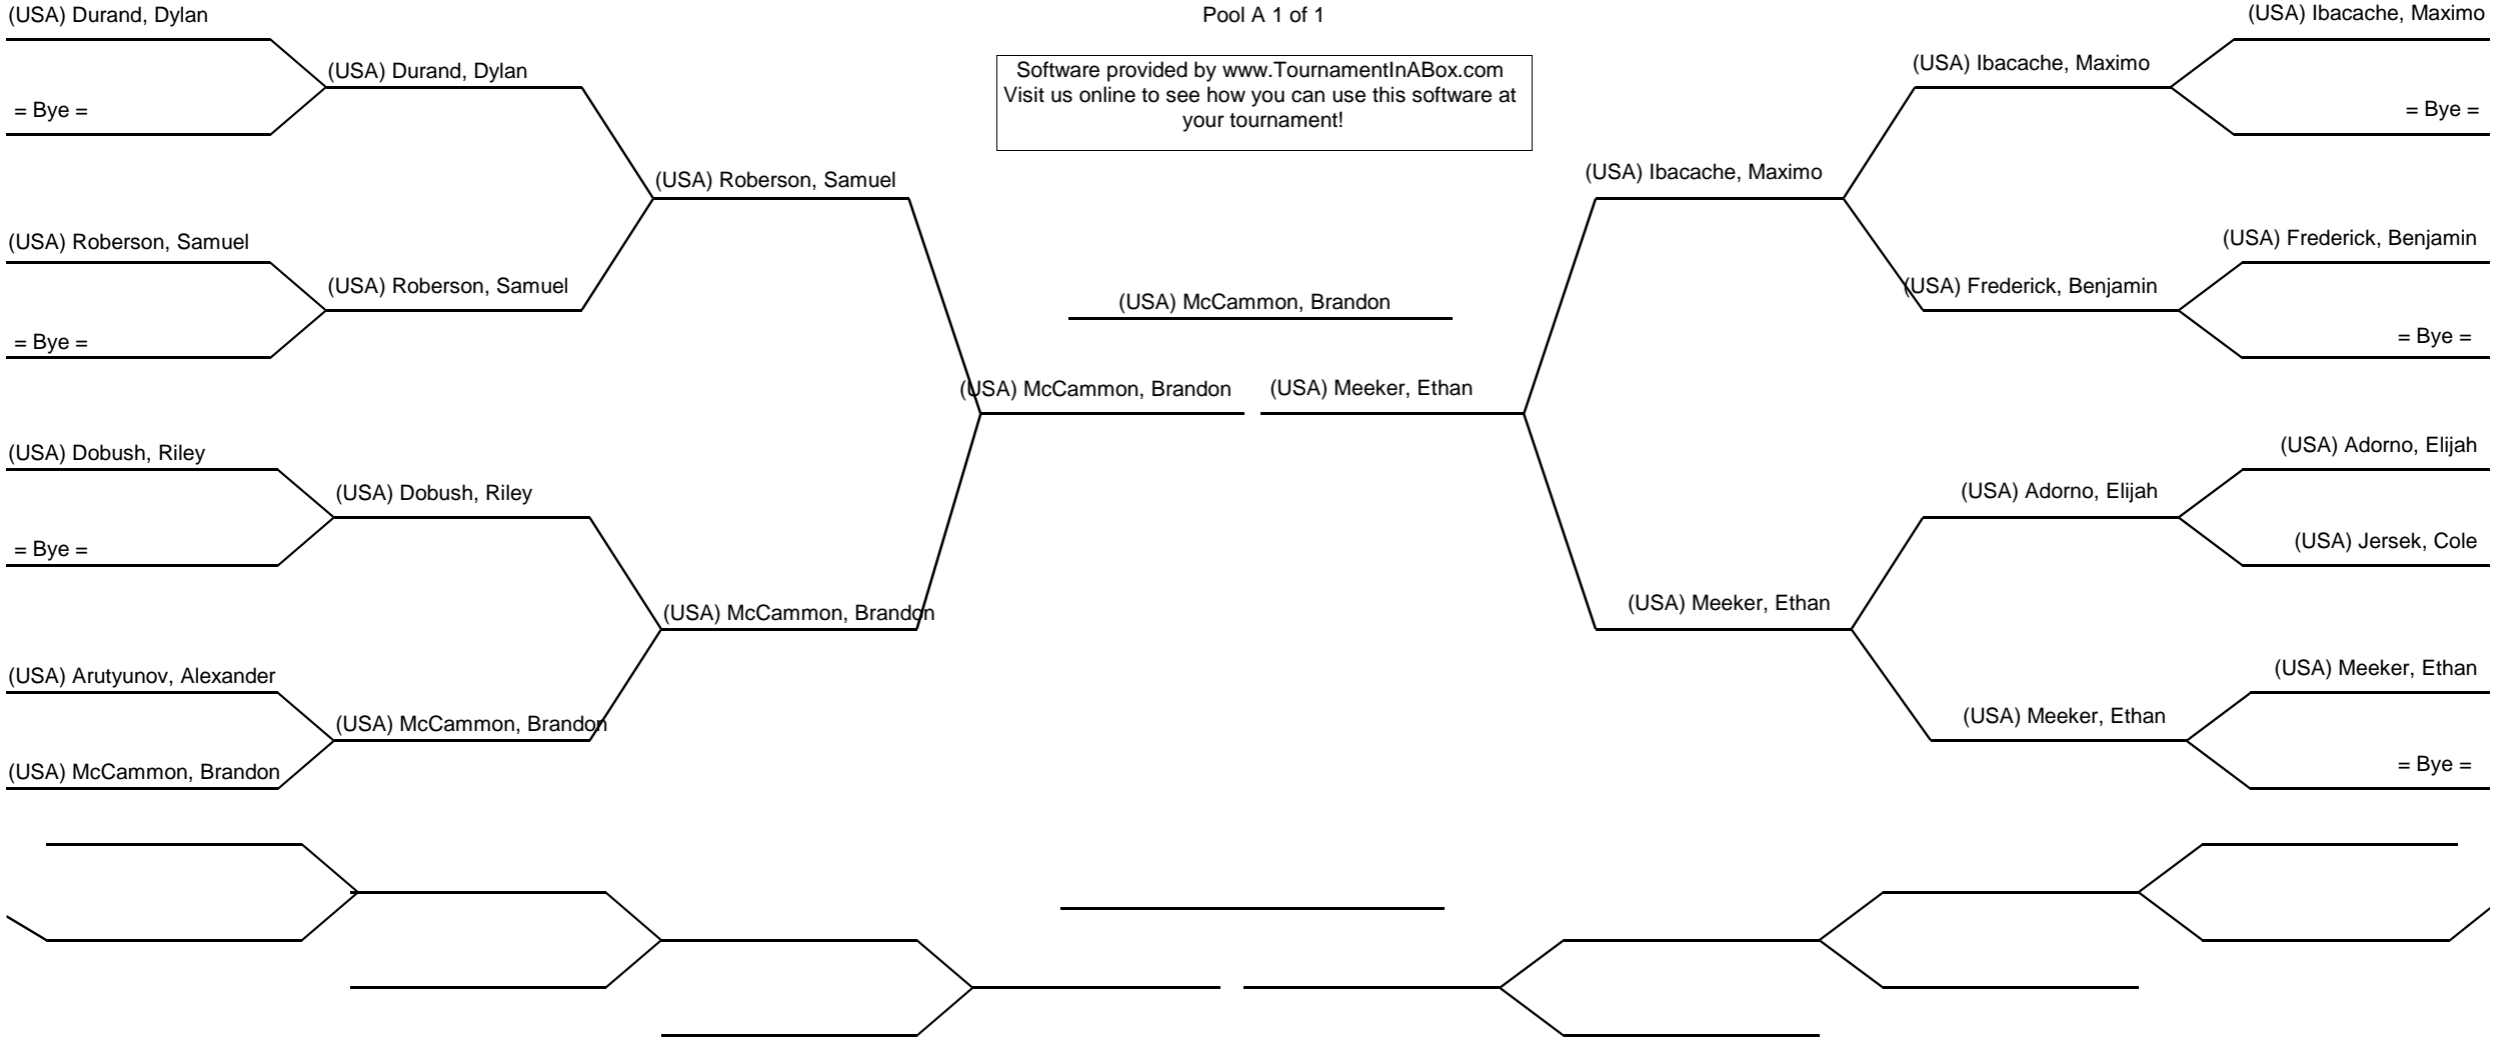 (USA) Durand, Dylan
Pool A 1 of 1
(USA) Ibacache, Maximo
(USA) Durand, Dylan
Software provided by www.TournamentInABox.com
Visit us online to see how you can use this software at
your tournament!
(USA) Ibacache, Maximo
= Bye =
= Bye =
(USA) Roberson, Samuel
(USA) Ibacache, Maximo
(USA) Roberson, Samuel
(USA) Frederick, Benjamin
(USA) Roberson, Samuel
(USA) McCammon, Brandon
(USA) Frederick, Benjamin
= Bye =
= Bye =
(USA) McCammon, Brandon
(USA) Meeker, Ethan
(USA) Dobush, Riley
(USA) Adorno, Elijah
(USA) Dobush, Riley
(USA) Adorno, Elijah
= Bye =
(USA) Jersek, Cole
(USA) McCammon, Brandon
(USA) Meeker, Ethan
(USA) Arutyunov, Alexander
(USA) Meeker, Ethan
(USA) McCammon, Brandon
(USA) Meeker, Ethan
(USA) McCammon, Brandon
= Bye =